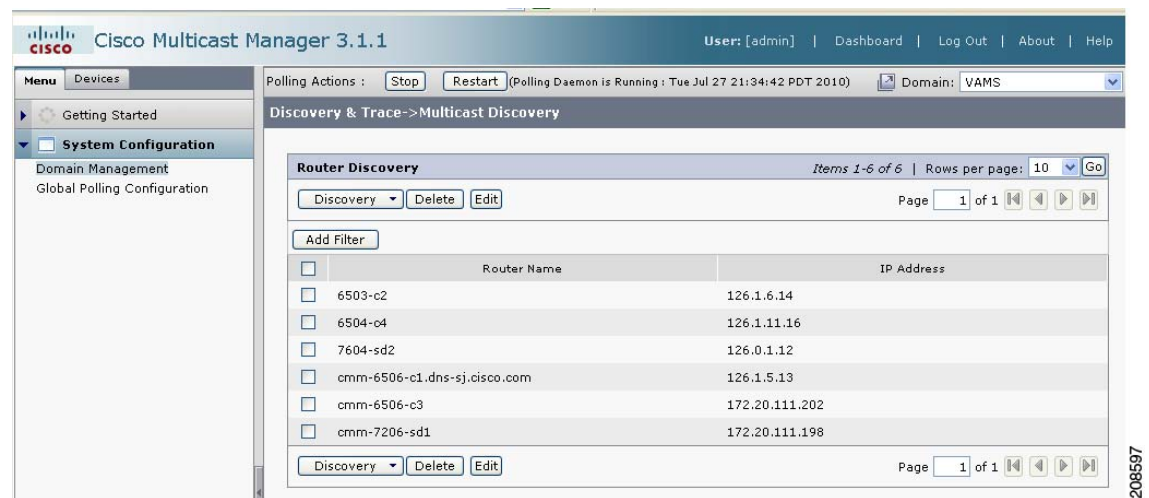 cisco Cisco Multicast Manager 3.1.1 User: [admin] | Dashboard | Log Out | About | Help
Menu Devices Polling Actions : Stop Restart (Polling Daemon is Running : Tue Jul 27 21:34:42 PDT 2010) Domain: VAMS
Getting Started
Discovery & Trace->Multicast Discovery
System Configuration
Domain Management
Global Polling Configuration
Router Discovery Items 1-6 of 6 | Rows per page: 10 Go
Discovery Delete Edit Page 1 of 1
Add Filter
Router Name IP Address
6503-c2 126.1.6.14
6504-c4 126.1.11.16
7604-sd2 126.0.1.12
cmm-6506-c1.dns-sj.cisco.com 126.1.5.13
cmm-6506-c3 172.20.111.202
cmm-7206-sd1 172.20.111.198
Discovery Delete Edit Page 1 of 1
208597